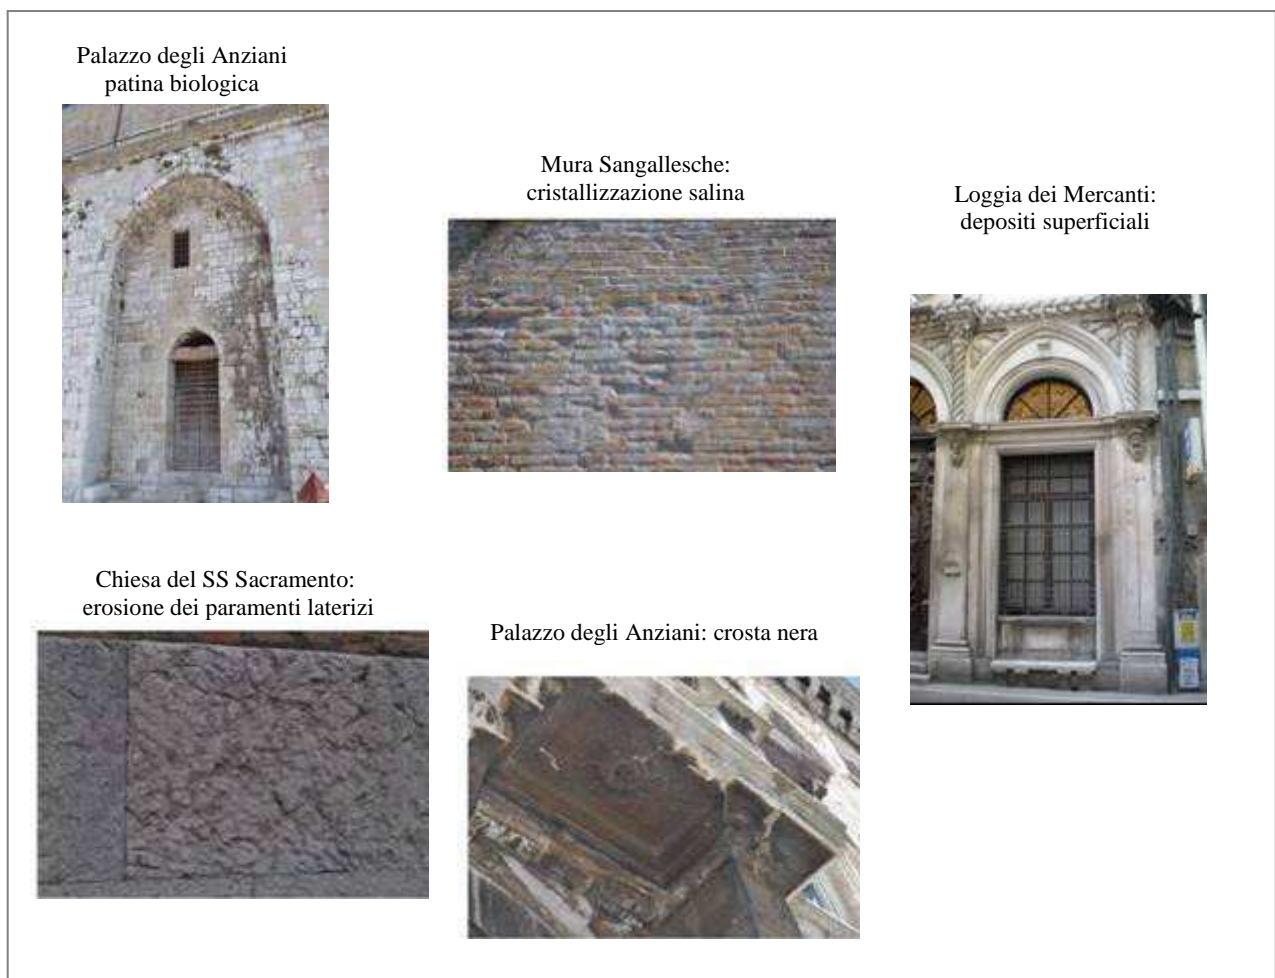 Palazzo degli Anziani
patina biologica
Mura Sangallesche:
cristallizzazione salina
Loggia dei Mercanti:
depositi superficiali
Chiesa del SS Sacramento:
erosione dei paramenti laterizi
Palazzo degli Anziani: crosta nera